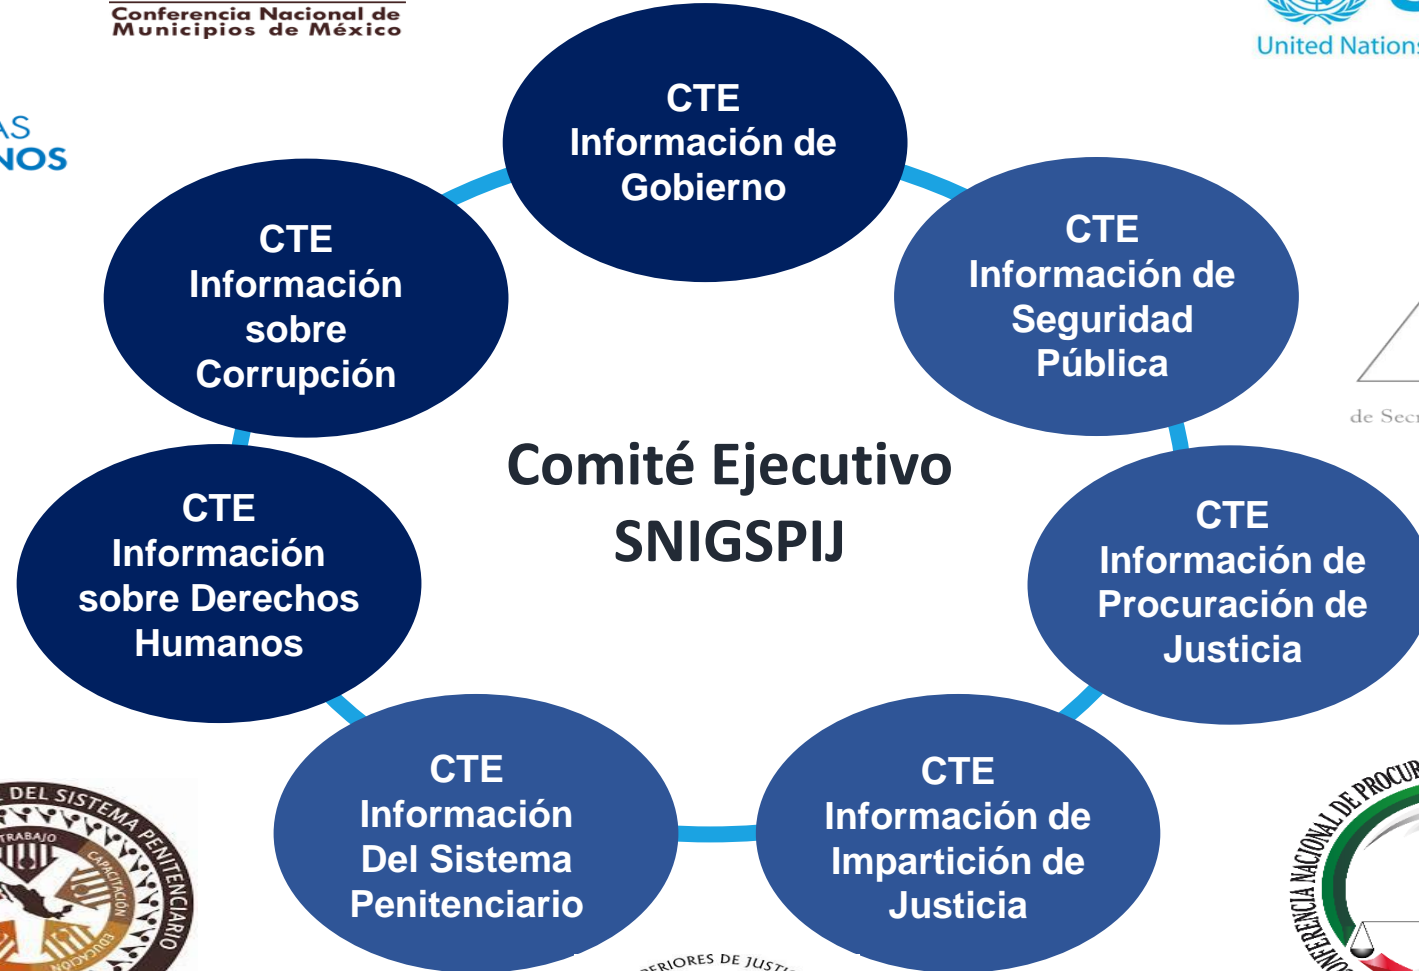 Conferencia Nacional de
Municipios de México
United Nations
CTE
Información de
Gobierno
CTE
Información
sobre
Corrupción
CTE
Información de
Seguridad
Pública
Comité Ejecutivo
SNIGSPIJ
CTE
Información
sobre Derechos
Humanos
CTE
Información de
Procuración de
Justicia
CTE
Información
Del Sistema
Penitenciario
CTE
Información de
Impartición de
Justicia
DEL SISTEMA PENITENCIARIO
TRABAJO
CAPACITACIÓN
EDUCACIÓN
NACIONAL DE